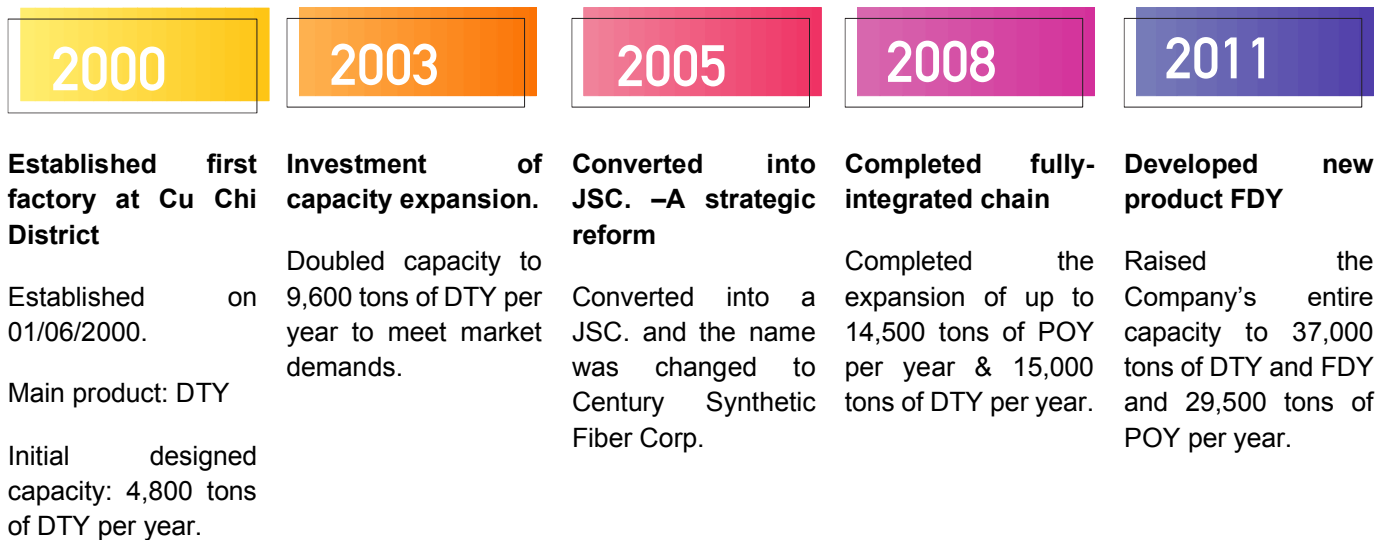 2000
Established first
factory at Cu Chi
District
Established on
01/06/2000.
Main product: DTY
Initial designed
capacity: 4,800 tons
of DTY per year.
2003
Investment of
capacity expansion.
Doubled capacity to
9,600 tons of DTY per
year to meet market
demands.
2005
Converted into
JSC. –A strategic
reform
Converted into a
JSC. and the name
was changed to
Century Synthetic
Fiber Corp.
2008
Completed fully-
integrated chain
Completed the
expansion of up to
14,500 tons of POY
per year & 15,000
tons of DTY per year.
2011
Developed new
product FDY
Raised the
Company’s entire
capacity to 37,000
tons of DTY and FDY
and 29,500 tons of
POY per year.